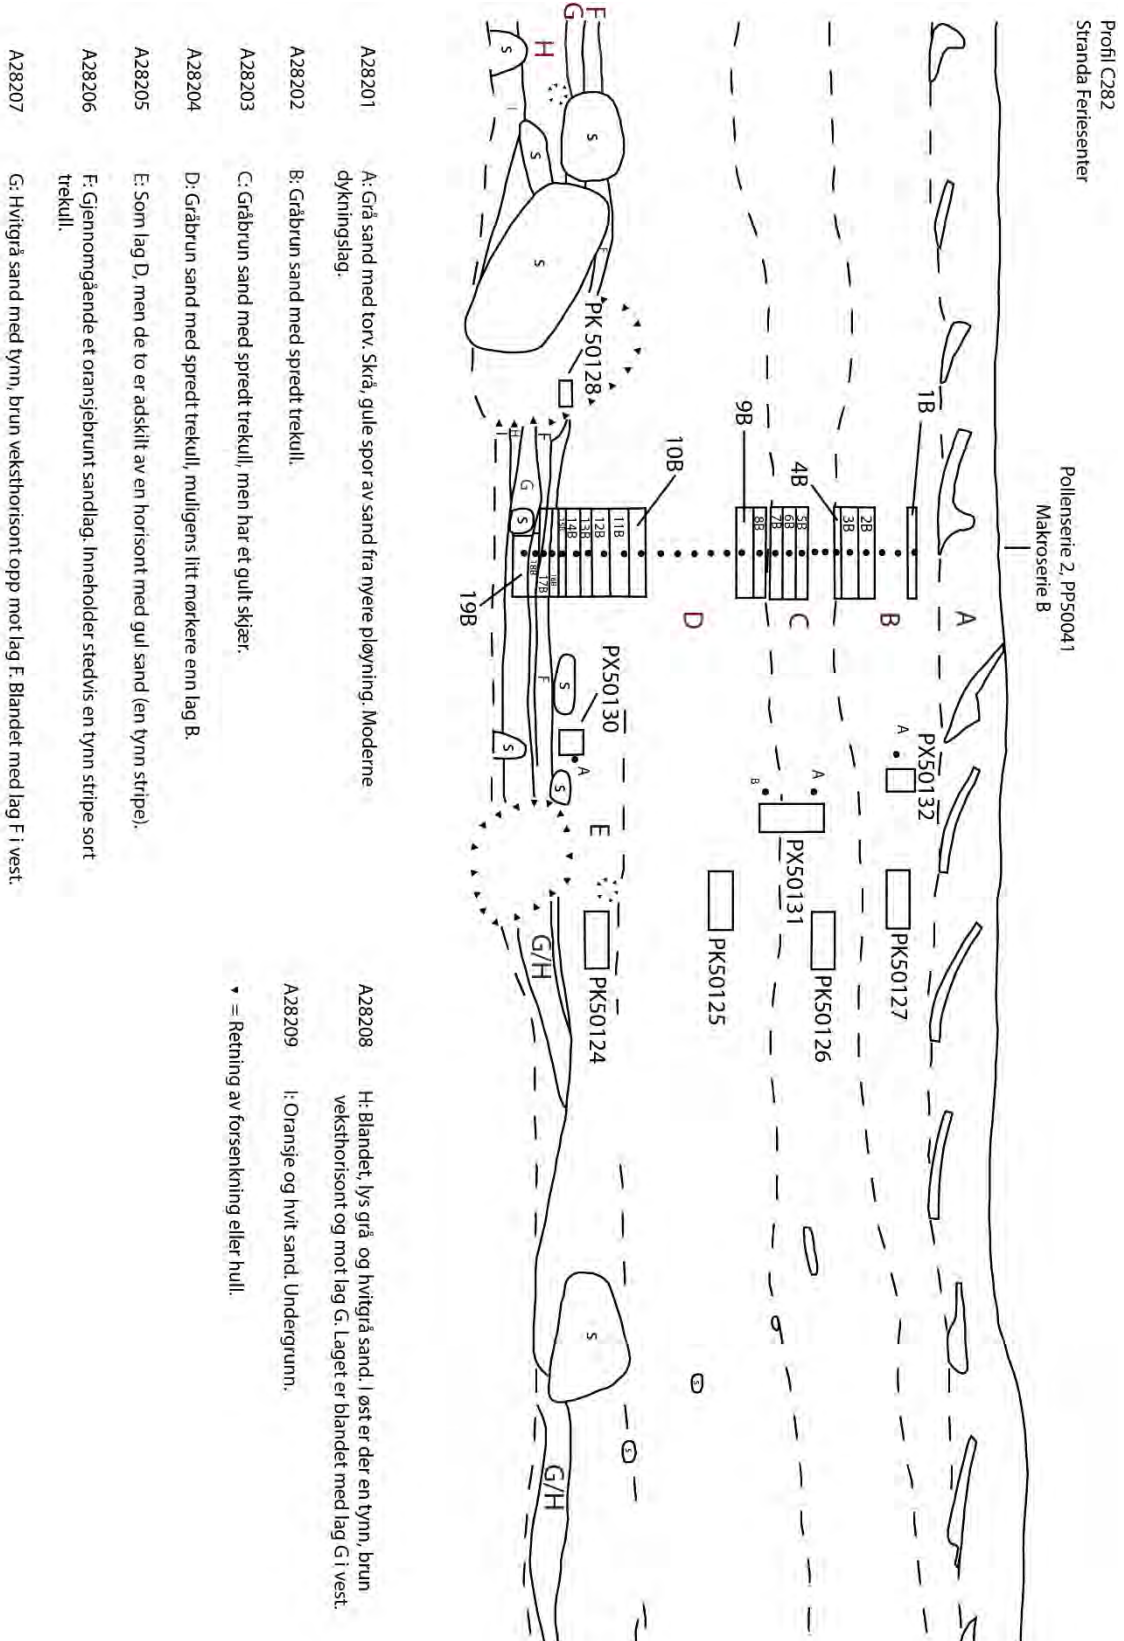 Profil C282
Stranda Feriesenter
Pollenserie 2, PP50041
Makroserie B
A
B
C
D
E
F
G
H
1B
2B
3B
4B
5B
6B
7B
8B
9B
10B
11B
12B
13B
14B
16B
17B
18B
19B
PX50132
A
PK50127
PX50131
A
B
PK50126
PK50125
PX50130
A
PK50124
PK 50128
F
F
F
G
H
I
I
G/H
G/H
S
S
S
S
S
S
S
S
S
S
S
A28201 A: Grå sand med torv. Skrå, gule spor av sand fra nyere pløyning. Moderne
dykningslag.
A28202 B: Gråbrun sand med spredt trekull.
A28203 C: Gråbrun sand med spredt trekull, men har et gult skjær.
A28204 D: Gråbrun sand med spredt trekull, muligens litt mørkere enn lag B.
A28205 E: Som lag D, men de to er adskilt av en horisont med gul sand (en tynn stripe).
A28206 F: Gjennomgående et oransjebrunt sandlag. Inneholder stedvis en tynn stripe sort
trekull.
A28207 G: Hvitgrå sand med tynn, brun veksthorisont opp mot lag F. Blandet med lag F i vest.
A28208 H: Blandet, lys grå og hvitgrå sand. I øst er der en tynn, brun
veksthorisont og mot lag G. Laget er blandet med lag G i vest.
A28209 I: Oransje og hvit sand. Undergrunn.
▼ = Retning av forsenkning eller hull.